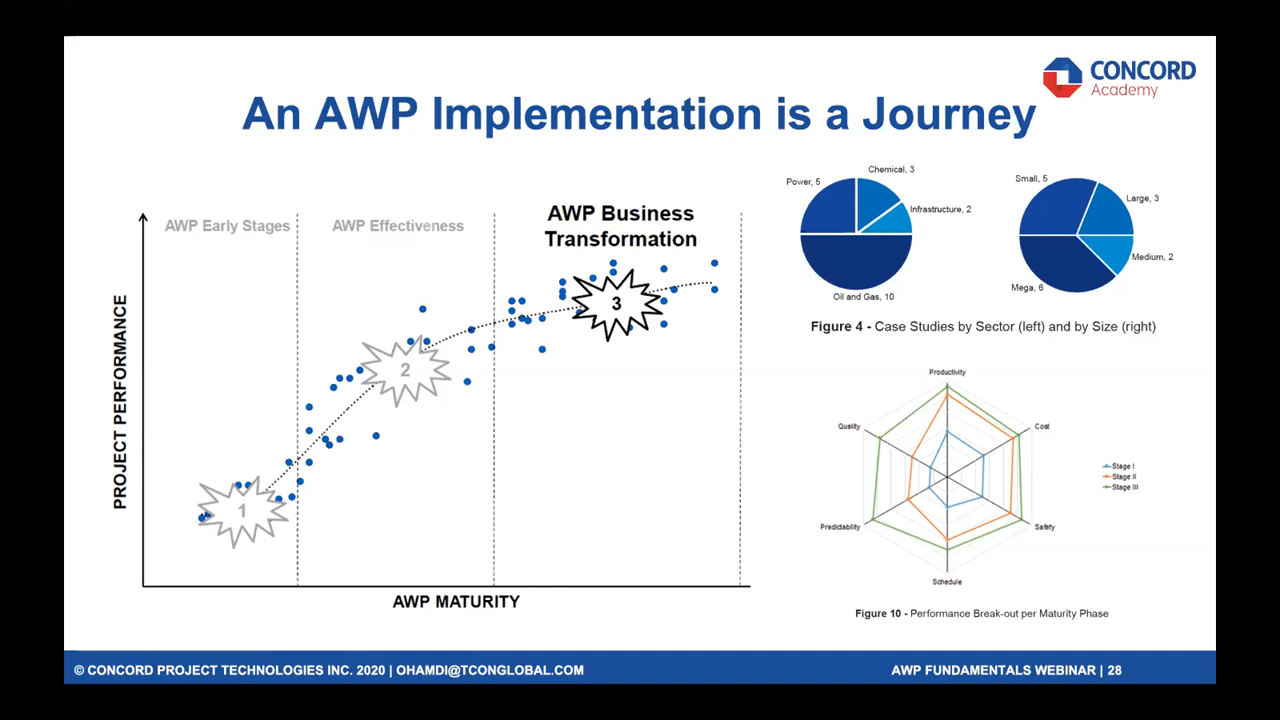 CONCORD
Academy
An AWP Implementation is a Journey
AWP Early Stages
AWP Effectiveness
AWP Business
Transformation
PROJECT PERFORMANCE
1
2
3
AWP MATURITY
Power, 5
Chemical, 3
Infrastructure, 2
Oil and Gas, 10
Small, 5
Large, 3
Medium, 2
Mega, 6
Figure 4 - Case Studies by Sector (left) and by Size (right)
Productivity
Quality
Cost
Predictability
Safety
Schedule
Stage I
Stage II
Stage III
Figure 10 - Performance Break-out per Maturity Phase
© CONCORD PROJECT TECHNOLOGIES INC. 2020 | OHAMDI@TCONGLOBAL.COM
AWP FUNDAMENTALS WEBINAR | 28